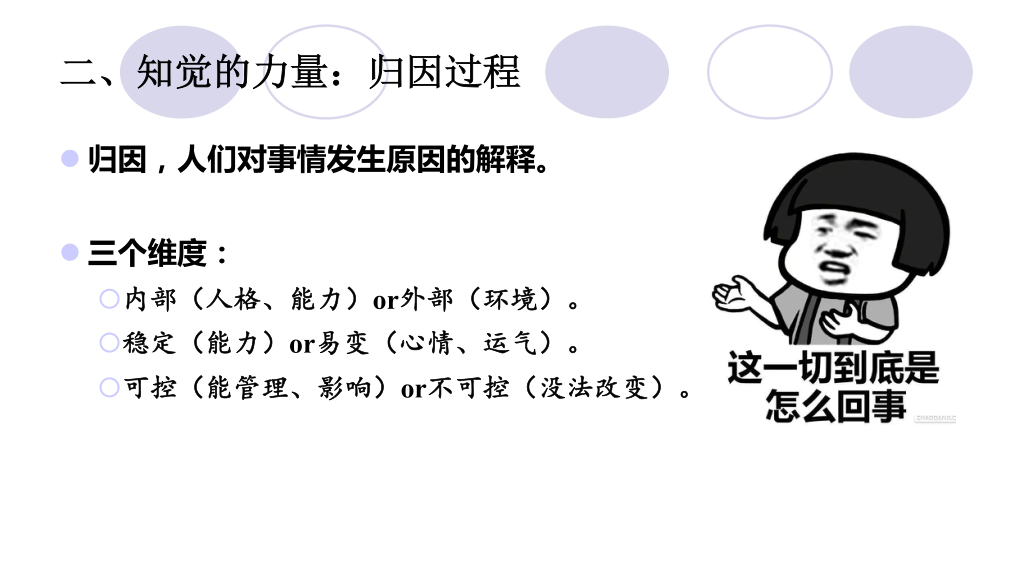 二、知觉的力量：归因过程
归因，人们对事情发生原因的解释。
三个维度：
内部（人格、能力）or外部（环境）。
稳定（能力）or易变（心情、运气）。
可控（能管理、影响）or不可控（没法改变）。
这一切到底是
怎么回事